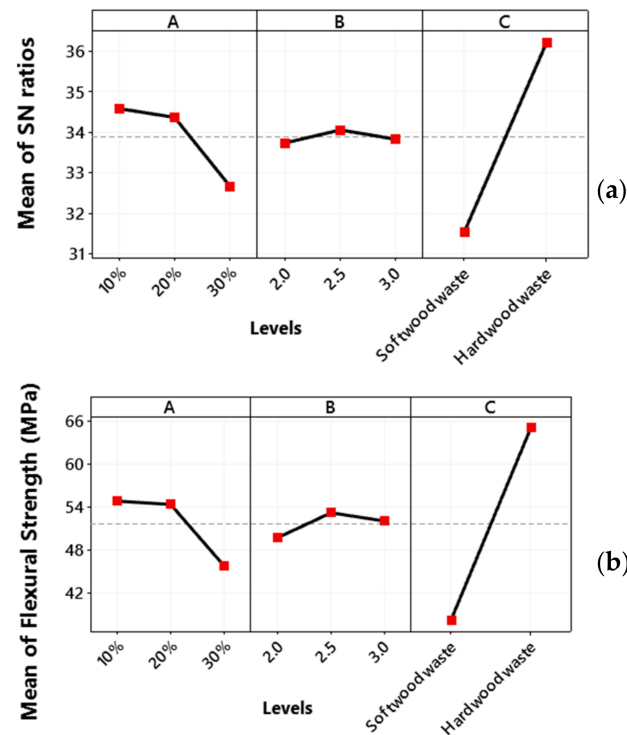 A B C
Mean of SN ratios
36
35
34
33
32
31
(a)
10% 20% 30% 2.0 2.5 3.0 Softwood waste Hardwood waste
Levels
A B C
Mean of Flexural Strength (MPa)
66
60
54
48
42
(b)
10% 20% 30% 2.0 2.5 3.0 Softwood waste Hardwood waste
Levels